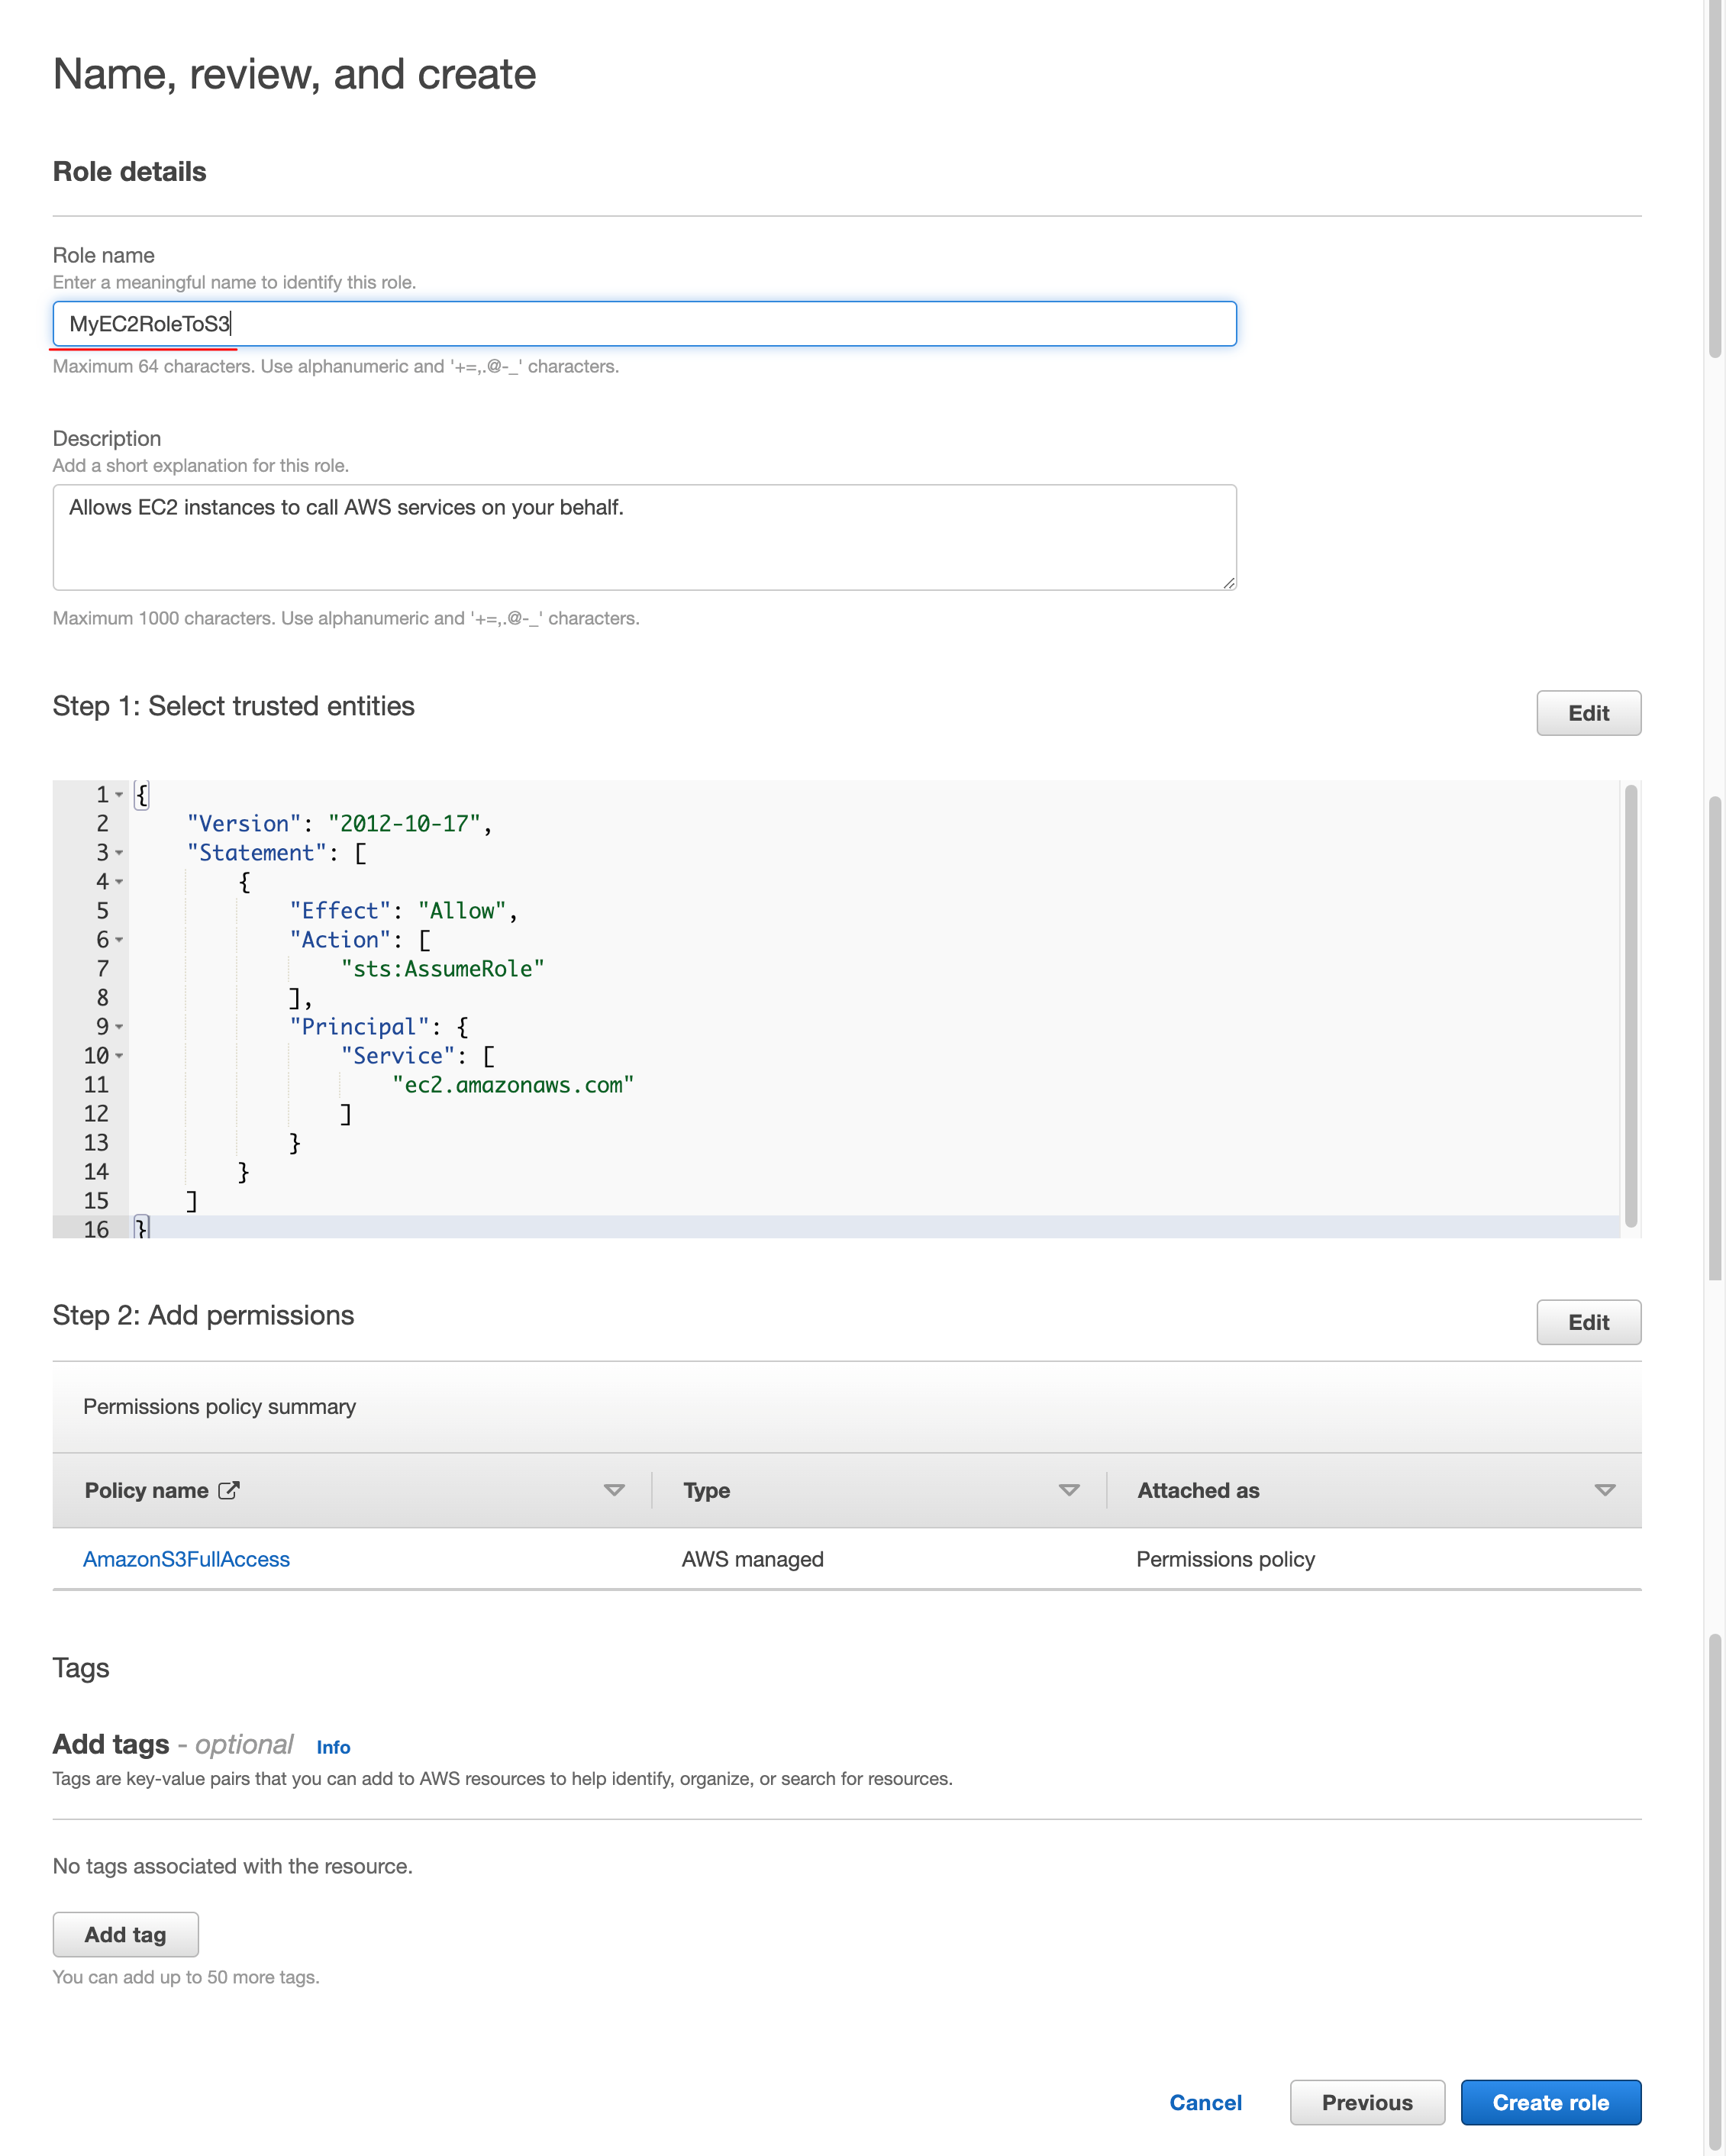 Name, review, and create
Role details
Role name
Enter a meaningful name to identify this role.
MyEC2RoleToS3
Maximum 64 characters. Use alphanumeric and '+=,.@-_' characters.
Description
Add a short explanation for this role.
Allows EC2 instances to call AWS services on your behalf.
Maximum 1000 characters. Use alphanumeric and '+=,.@-_' characters.
Step 1: Select trusted entities
Edit
1 {
2     "Version": "2012-10-17",
3     "Statement": [
4         {
5             "Effect": "Allow",
6             "Action": [
7                 "sts:AssumeRole"
8             ],
9             "Principal": {
10                 "Service": [
11                     "ec2.amazonaws.com"
12                 ]
13             }
14         }
15     ]
16 }
Step 2: Add permissions
Edit
Permissions policy summary
Policy name Type Attached as
AmazonS3FullAccess AWS managed Permissions policy
Tags
Add tags - optional Info
Tags are key-value pairs that you can add to AWS resources to help identify, organize, or search for resources.
No tags associated with the resource.
Add tag
You can add up to 50 more tags.
Cancel Previous Create role